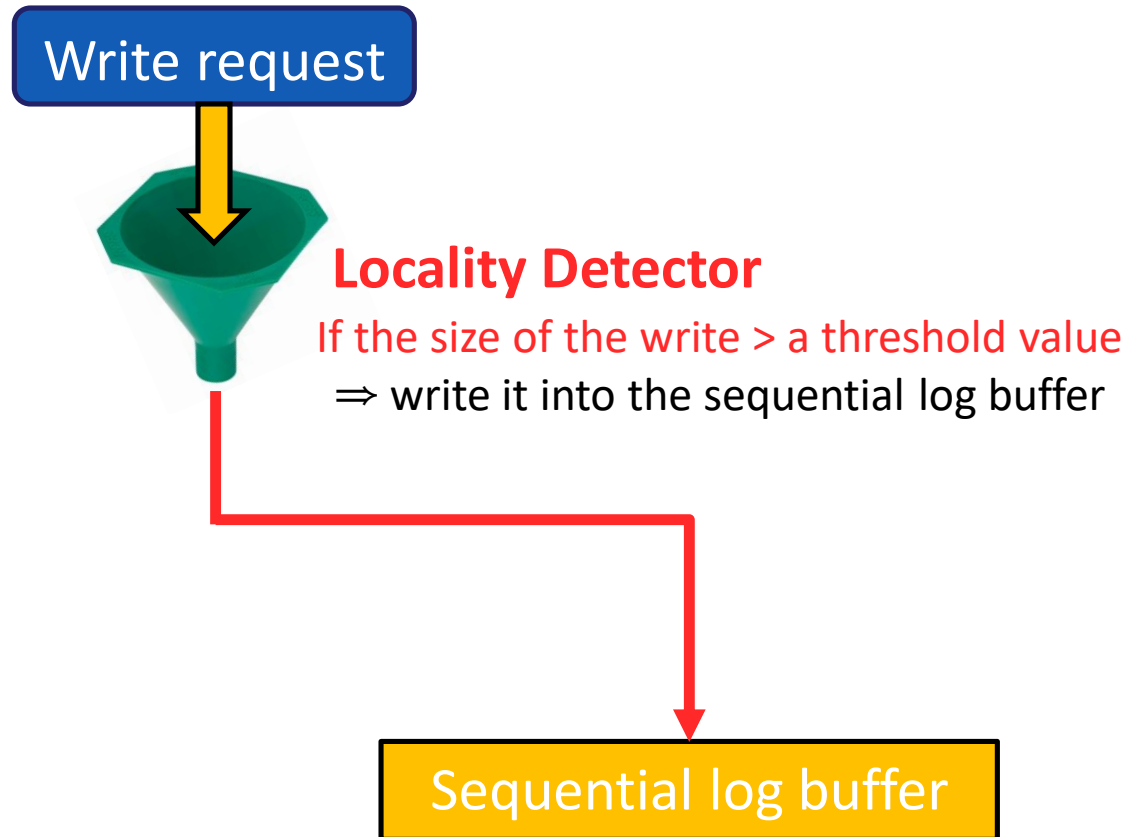 Write request
Locality Detector
If the size of the write > a threshold value
⇒ write it into the sequential log buffer
Sequential log buffer